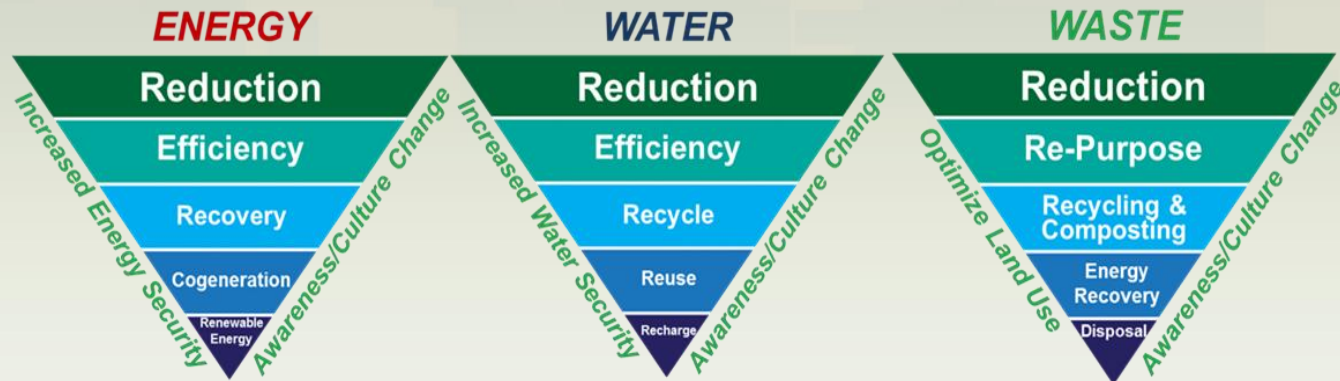 ENERGY
Reduction
Efficiency
Recovery
Cogeneration
Renewable
Energy
Increased Energy Security
Awareness/Culture Change
WATER
Reduction
Efficiency
Recycle
Reuse
Recharge
Increased Water Security
Awareness/Culture Change
WASTE
Reduction
Re-Purpose
Recycling &
Composting
Energy
Recovery
Disposal
Optimize Land Use
Awareness/Culture Change